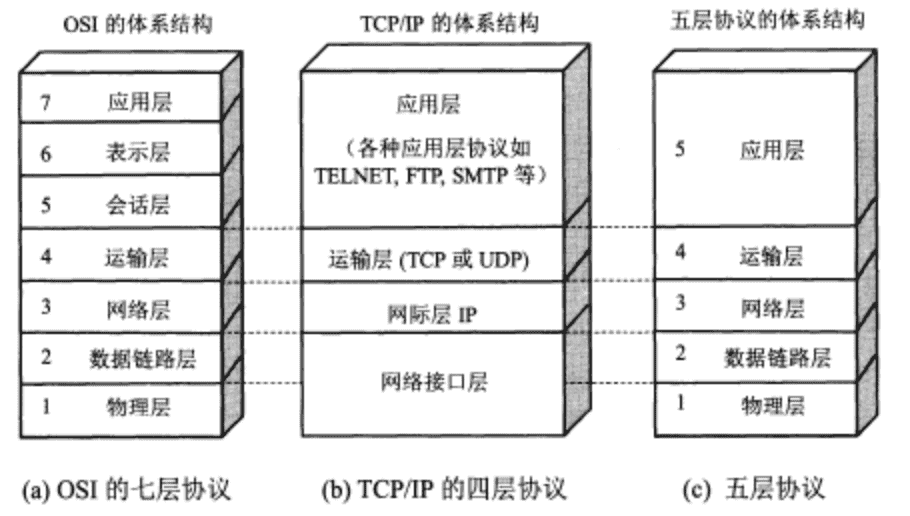 OSI 的体系结构
7 应用层
6 表示层
5 会话层
4 运输层
3 网络层
2 数据链路层
1 物理层
(a) OSI 的七层协议
TCP/IP 的体系结构
应用层
（各种应用层协议如
TELNET, FTP, SMTP 等）
运输层 (TCP 或 UDP)
网际层 IP
网络接口层
(b) TCP/IP 的四层协议
五层协议的体系结构
5 应用层
4 运输层
3 网络层
2 数据链路层
1 物理层
(c) 五层协议